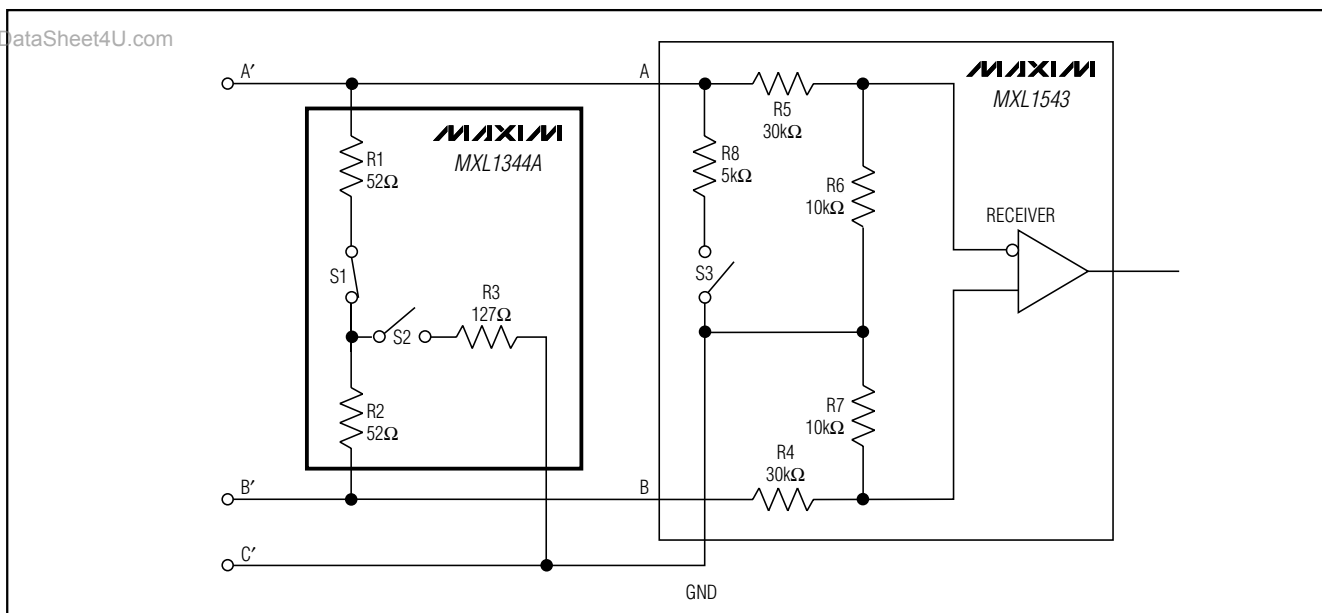 DataSheet4U.com
A′
A
MAXIM
MXL1543
R5
30kΩ
MAXIM
MXL1344A
R1
52Ω
R8
5kΩ
R6
10kΩ
RECEIVER
S1
S3
R3
127Ω
S2
R2
52Ω
R7
10kΩ
R4
30kΩ
B′
B
C′
GND